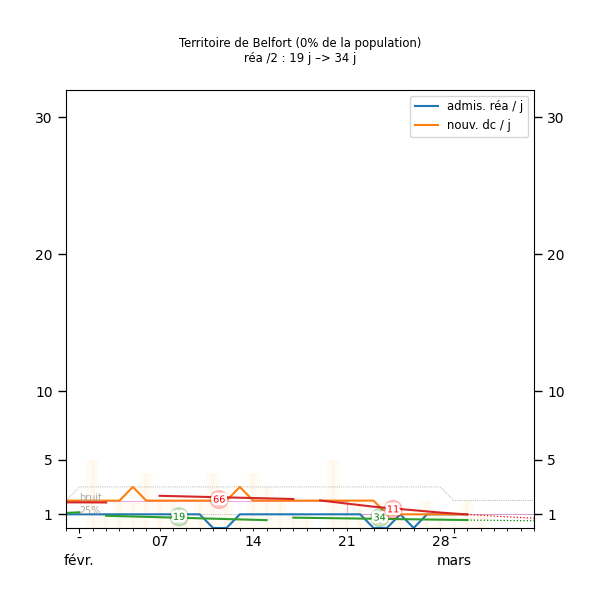 Territoire de Belfort (0% de la population)
réa /2 : 19 j –> 34 j
admis. réa / j
nouv. dc / j
30 30
20 20
10 10
5 5
bruit
66
11
25%
19
34
1 1
- 07 14 21 28 -
févr. mars